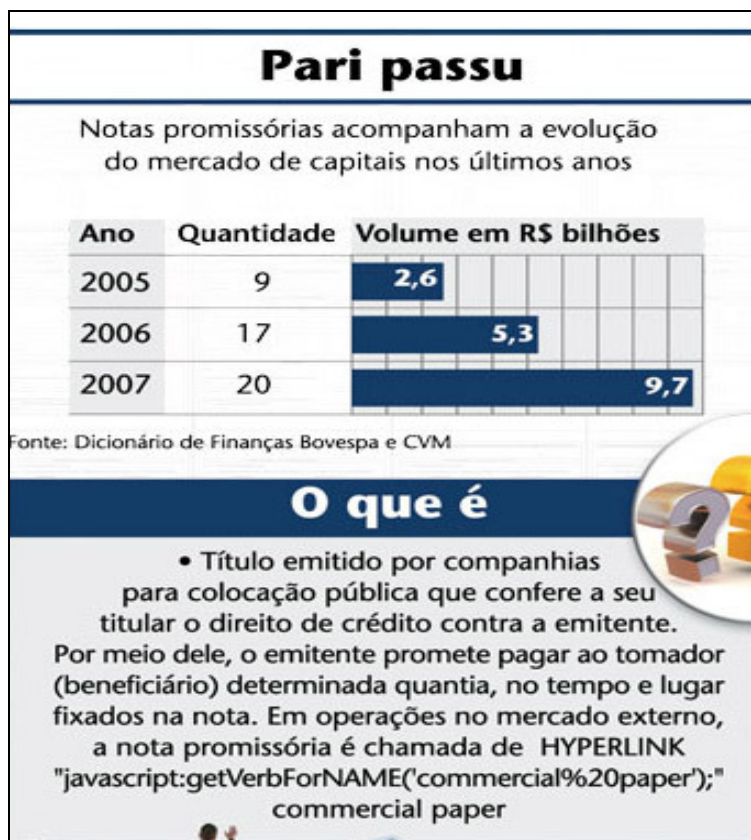 Pari passu
Notas promissórias acompanham a evolução
do mercado de capitais nos últimos anos
Ano Quantidade Volume em R$ bilhões
2005 9 2,6
2006 17 5,3
2007 20 9,7
Fonte: Dicionário de Finanças Bovespa e CVM
O que é
• Título emitido por companhias
para colocação pública que confere a seu
titular o direito de crédito contra a emitente.
Por meio dele, o emitente promete pagar ao tomador
(beneficiário) determinada quantia, no tempo e lugar
fixados na nota. Em operações no mercado externo,
a nota promissória é chamada de HYPERLINK
"javascript:getVerbForNAME('commercial%20paper');"
commercial paper